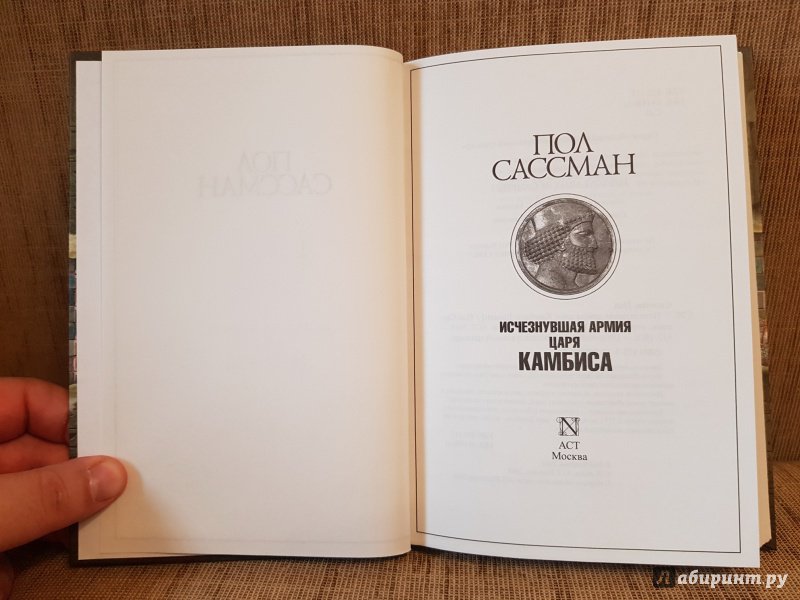 ПОЛ
САССМАН
ИСЧЕЗНУВШАЯ АРМИЯ
ЦАРЯ
КАМБИСА
N
АСТ
Москва
Лабиринт.ру